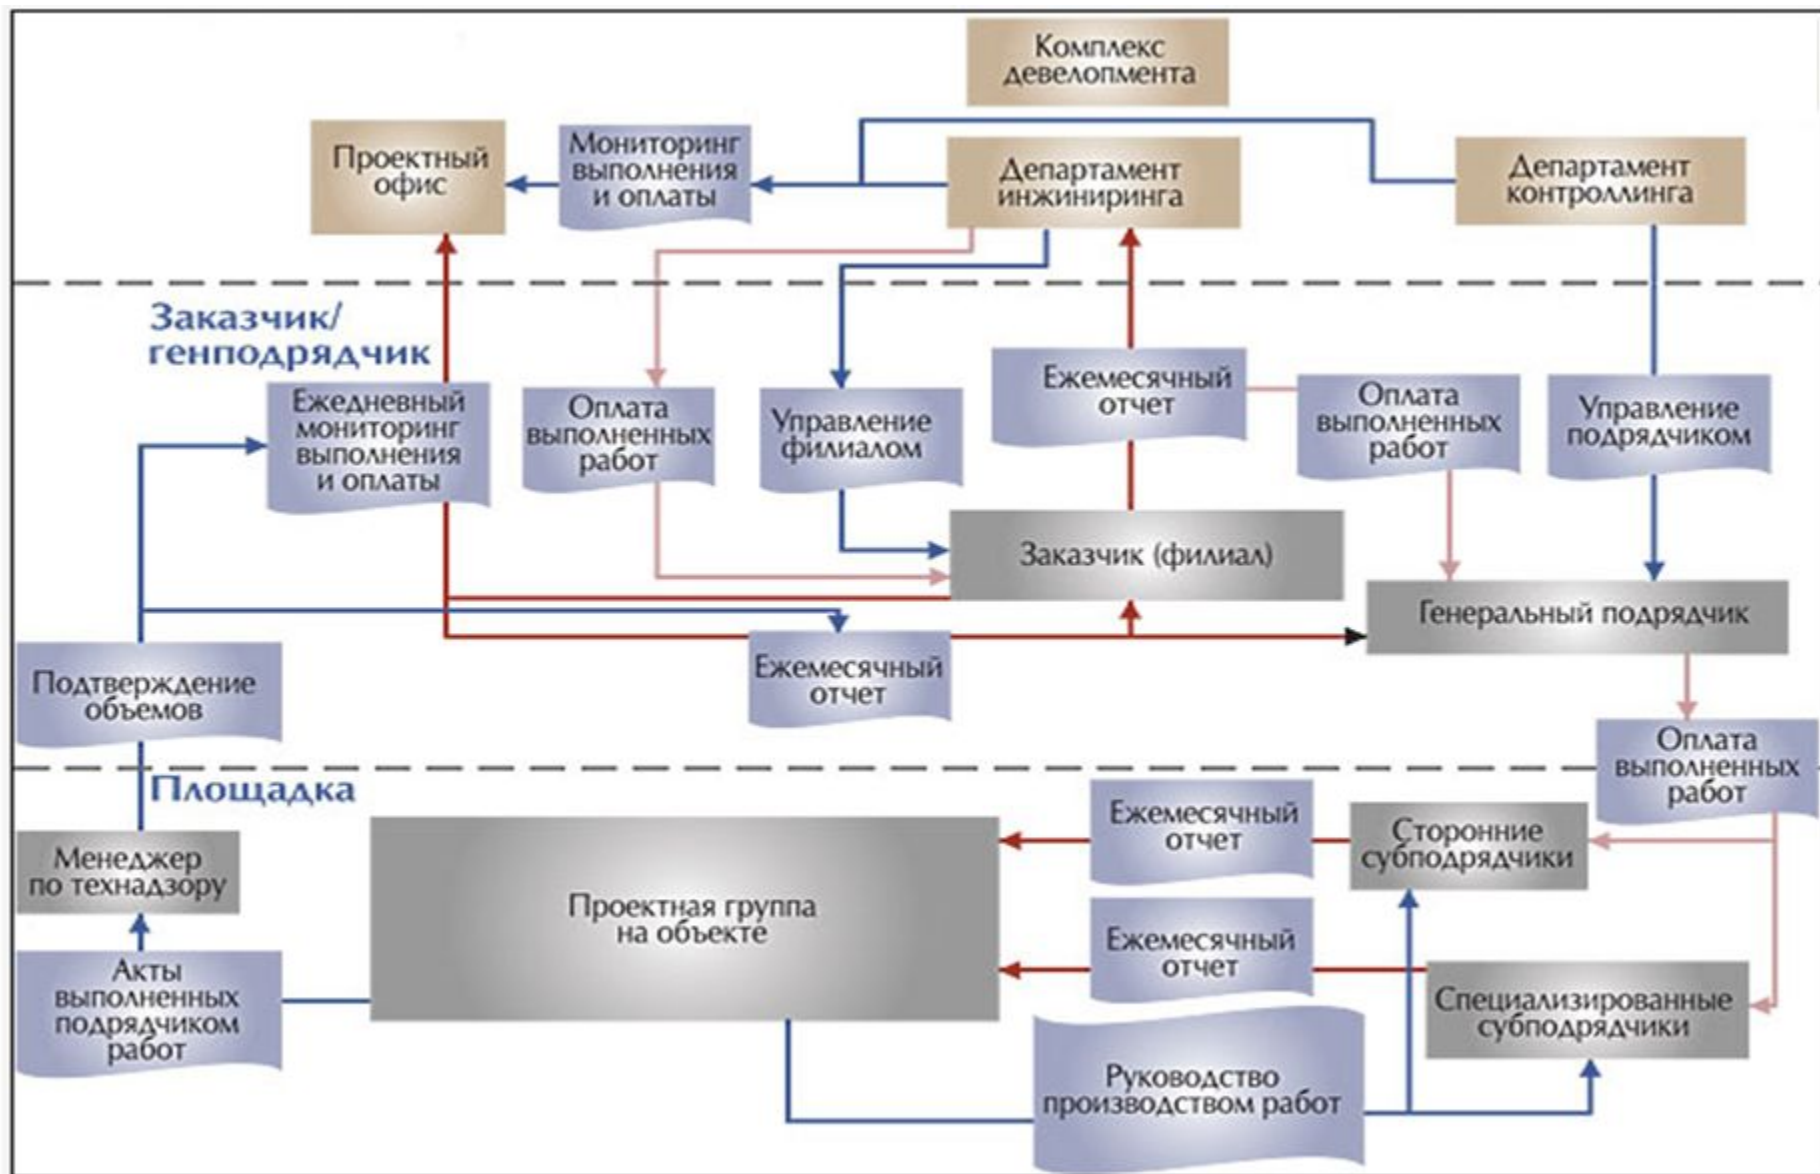 Комплекс
девелопмента
Проектный
офис
Мониторинг
выполнения
и оплаты
Департамент
инжиниринга
Департамент
контроллинга
Заказчик/
генподрядчик
Ежедневный
мониторинг
выполнения
и оплаты
Оплата
выполненных
работ
Управление
филиалом
Ежемесячный
отчет
Оплата
выполненных
работ
Управление
подрядчиком
Заказчик (филиал)
Генеральный подрядчик
Подтверждение
объемов
Ежемесячный
отчет
Оплата
выполненных
работ
Площадка
Менеджер
по технадзору
Проектная группа
на объекте
Ежемесячный
отчет
Сторонние
субподрядчики
Ежемесячный
отчет
Специализированные
субподрядчики
Акты
выполненных
подрядчиком
работ
Руководство
производством работ